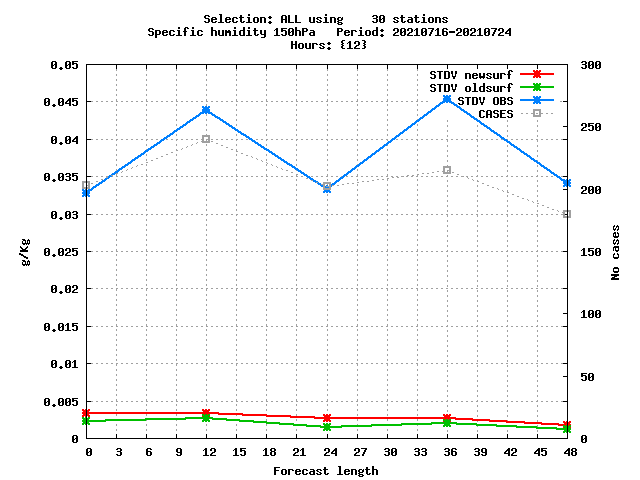 Selection: ALL using    30 stations
Specific humidity 150hPa   Period: 20210716-20210724
Hours: {12}
STDV newsurf
STDV oldsurf
STDV OBS
CASES
0.05
0.045
0.04
0.035
0.03
0.025
0.02
0.015
0.01
0.005
0
g/Kg
300
250
200
150
100
50
0
No cases
0 3 6 9 12 15 18 21 24 27 30 33 36 39 42 45 48
Forecast length